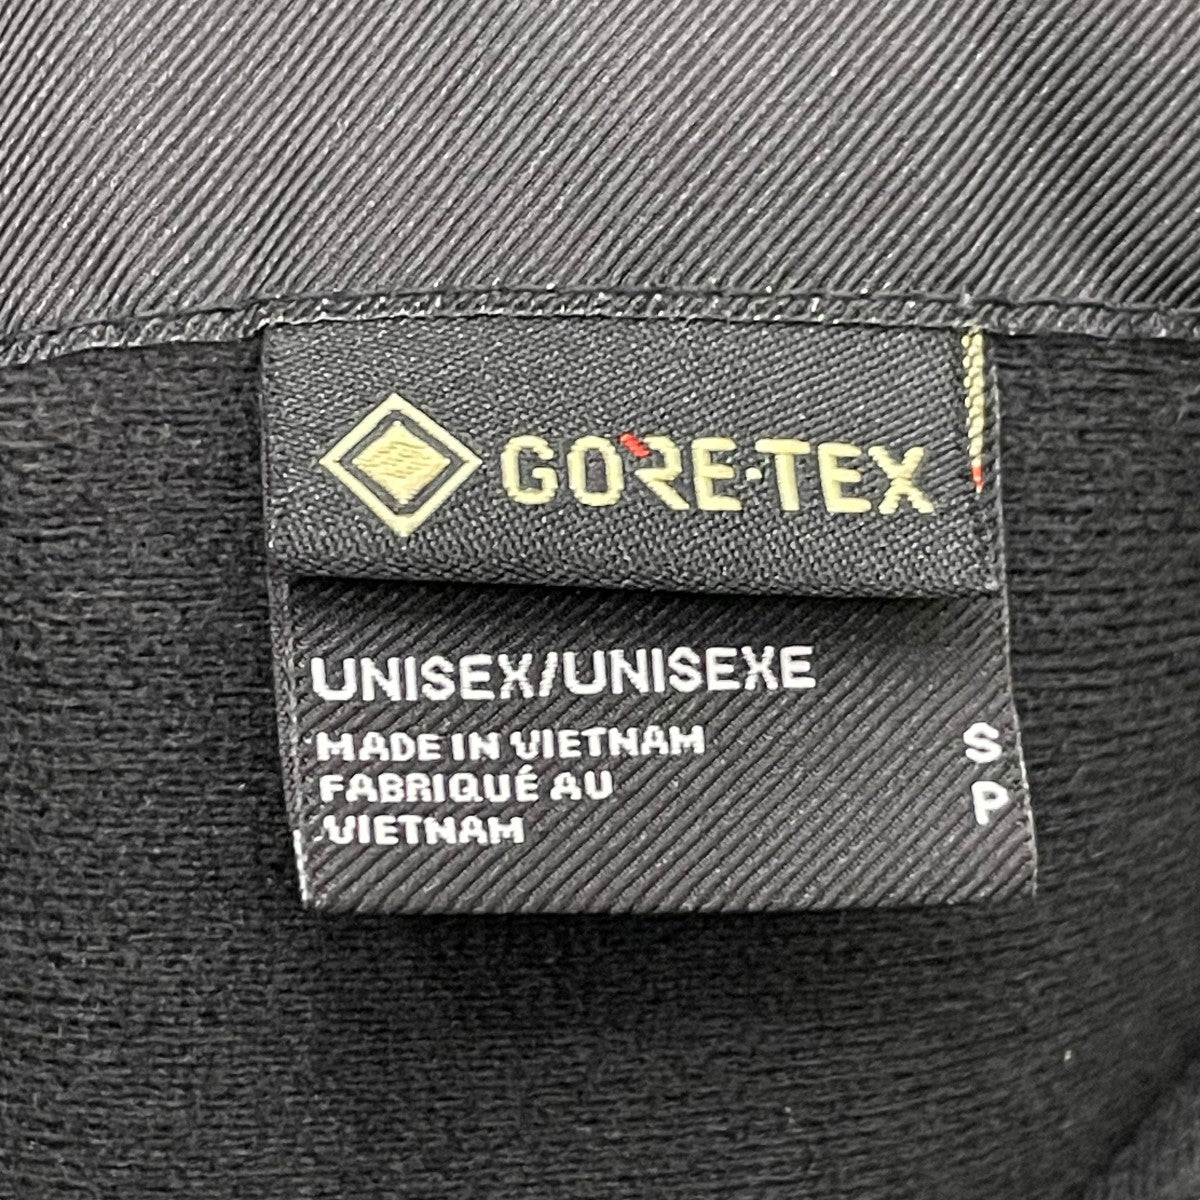 GORE-TEX
UNISEX/UNISEXE
MADE IN VIETNAM
FABRIQUÉ AU
VIETNAM
S
P